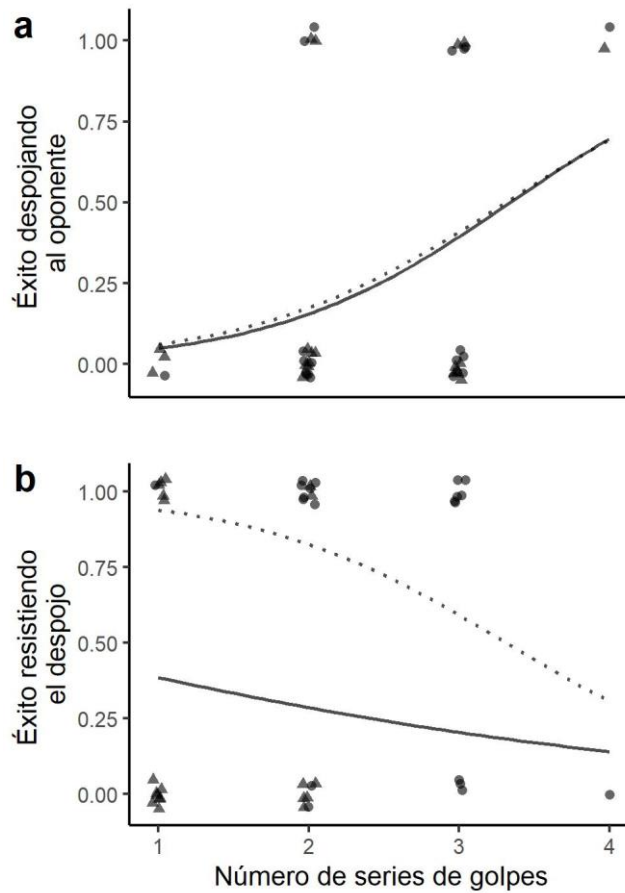 a
1.00
0.75
0.50
0.25
0.00
Éxito despojando
al oponente
b
1.00
0.75
0.50
0.25
0.00
Éxito resistiendo
el despojo
1 2 3 4
Número de series de golpes